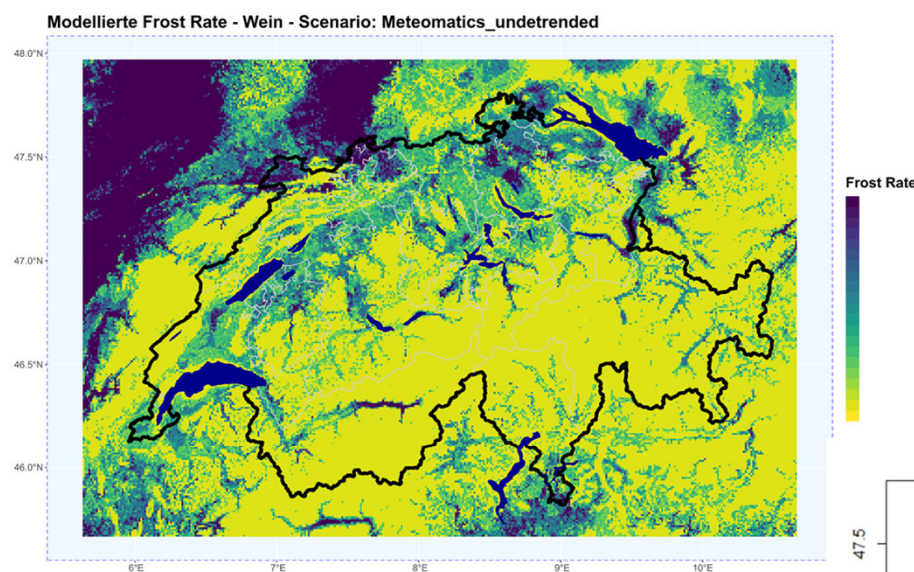 Modellierte Frost Rate - Wein - Scenario: Meteomatics_undetrended
48.0°N
47.5°N
47.0°N
46.5°N
46.0°N
Frost Rate
6°E
7°E
8°E
9°E
10°E
47.5